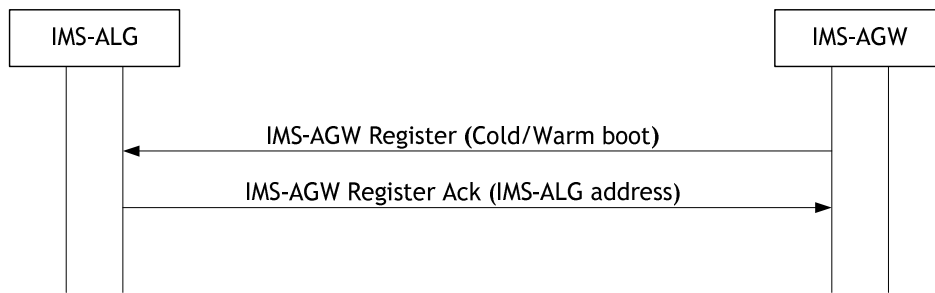 IMS-ALG
IMS-AGW
IMS-AGW Register (Cold/Warm boot)
IMS-AGW Register Ack (IMS-ALG address)